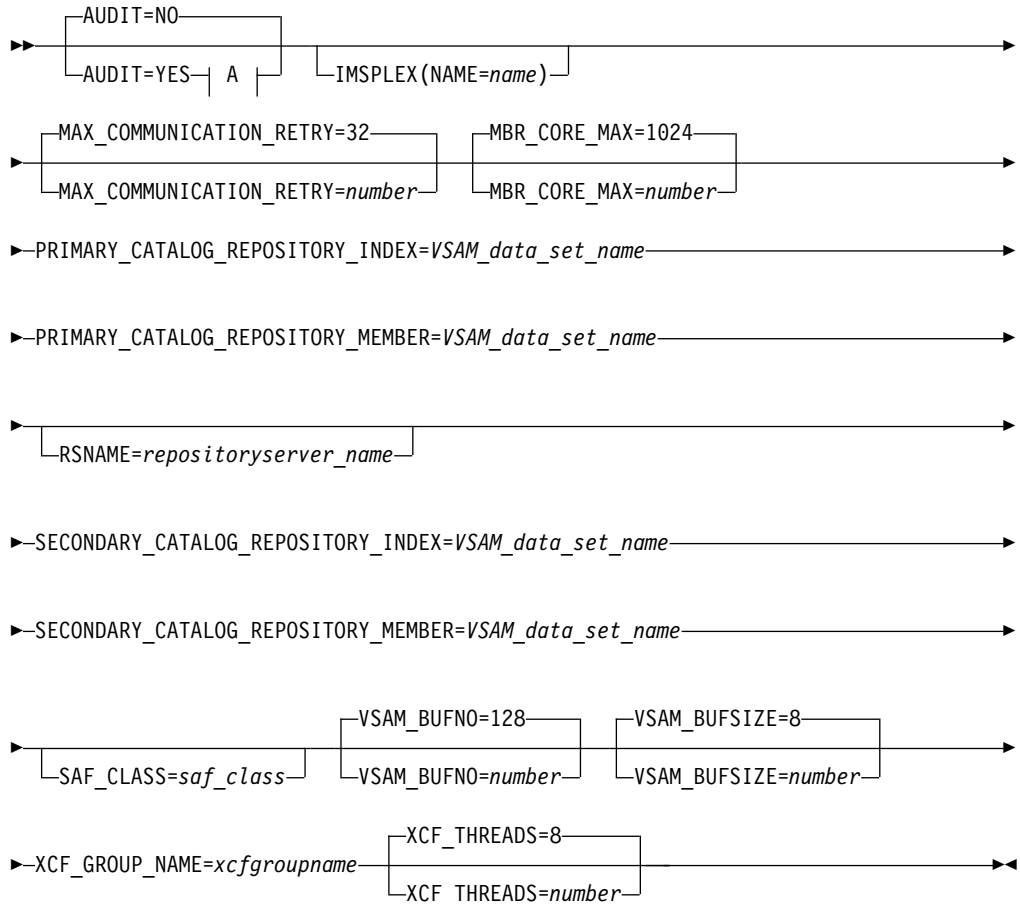 AUDIT=NO
AUDIT=YES A
IMSPLEX(NAME=name)
MAX_COMMUNICATION_RETRY=32
MAX_COMMUNICATION_RETRY=number
MBR_CORE_MAX=1024
MBR_CORE_MAX=number
PRIMARY_CATALOG_REPOSITORY_INDEX=VSAM_data_set_name
PRIMARY_CATALOG_REPOSITORY_MEMBER=VSAM_data_set_name
RSNAME=repositoryserver_name
SECONDARY_CATALOG_REPOSITORY_INDEX=VSAM_data_set_name
SECONDARY_CATALOG_REPOSITORY_MEMBER=VSAM_data_set_name
SAF_CLASS=saf_class
VSAM_BUFNO=128
VSAM_BUFNO=number
VSAM_BUFSIZE=8
VSAM_BUFSIZE=number
XCF_GROUP_NAME=xcfgroupname
XCF_THREADS=8
XCF THREADS=number